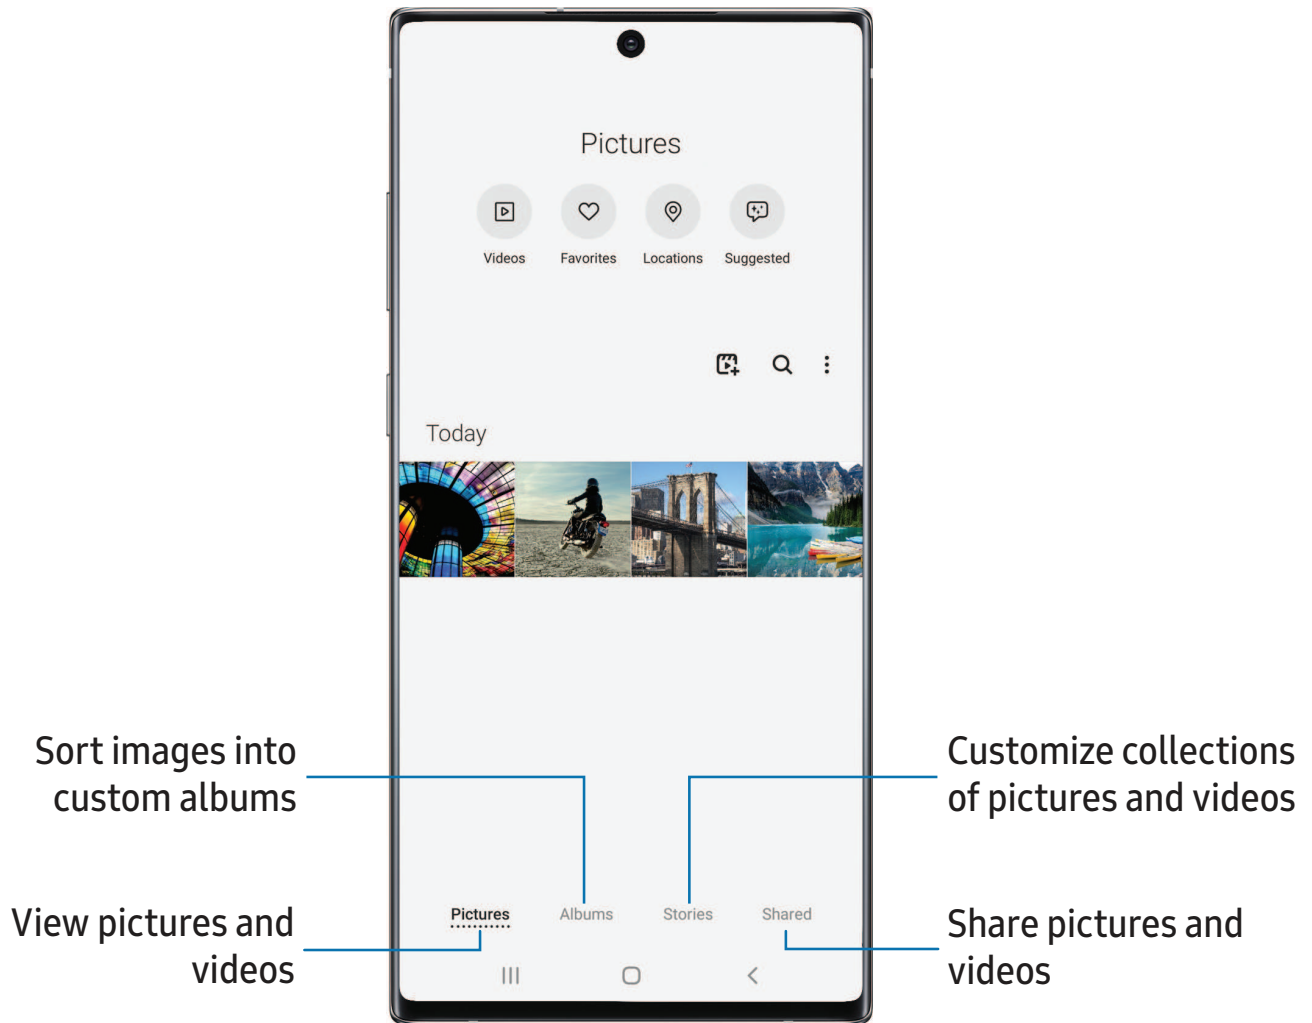 Pictures
Videos
Favorites
Locations
Suggested
Today
Sort images into
custom albums
Customize collections
of pictures and videos
Pictures
Albums
Stories
Shared
View pictures and
videos
Share pictures and
videos